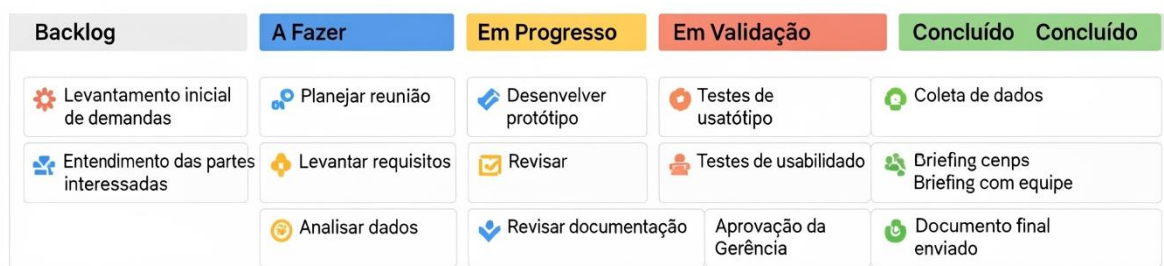 Backlog
A Fazer
Em Progresso
Em Validação
Concluído Concluído
Levantamento inicial
de demandas
Planejar reunião
Desenvelver
protótipo
Testes de
usatótipo
Coleta de dados
Entendimento das partes
interessadas
Levantar requisitos
Revisar
Testes de usabilidado
Briefing cenps
Briefing com equipe
Analisar dados
Revisar documentação
Aprovação da
Gerência
Documento final
enviado